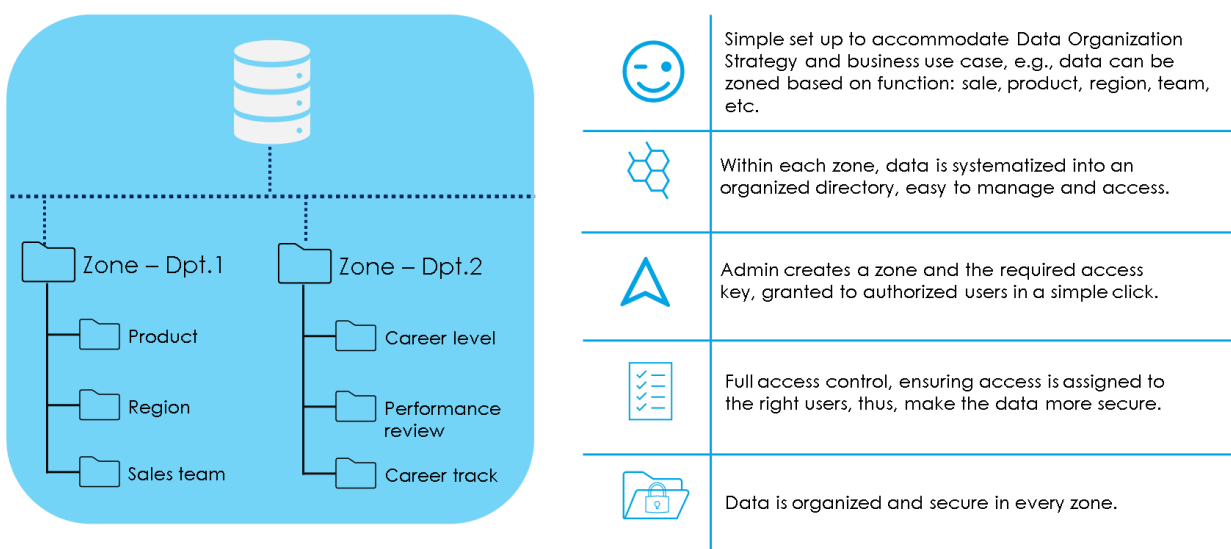 Zone – Dpt.1
Product
Region
Sales team
Zone – Dpt.2
Career level
Performance
review
Career track
Simple set up to accommodate Data Organization
Strategy and business use case, e.g., data can be
zoned based on function: sale, product, region, team,
etc.
Within each zone, data is systematized into an
organized directory, easy to manage and access.
Admin creates a zone and the required access
key, granted to authorized users in a simple click.
Full access control, ensuring access is assigned to
the right users, thus, make the data more secure.
Data is organized and secure in every zone.